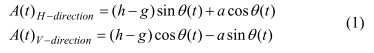 A(t)_{H-direction} = (h-g) sin θ(t) + a cos θ(t)
A(t)_{V-direction} = (h-g) cos θ(t) - a sin θ(t)
(1)